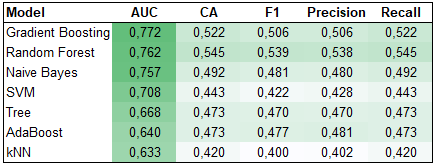 Model AUC CA F1 Precision Recall
Gradient Boosting 0,772 0,522 0,506 0,506 0,522
Random Forest 0,762 0,545 0,539 0,538 0,545
Naive Bayes 0,757 0,492 0,481 0,480 0,492
SVM 0,708 0,443 0,422 0,428 0,443
Tree 0,668 0,473 0,470 0,470 0,473
AdaBoost 0,640 0,473 0,477 0,481 0,473
kNN 0,633 0,420 0,400 0,402 0,420